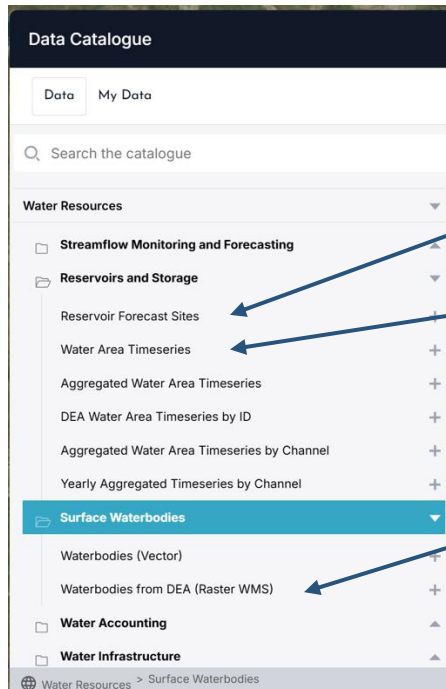 Data Catalogue
Data My Data
Search the catalogue
Water Resources
Streamflow Monitoring and Forecasting
Reservoirs and Storage
Reservoir Forecast Sites
Water Area Timeseries
Aggregated Water Area Timeseries
DEA Water Area Timeseries by ID
Aggregated Water Area Timeseries by Channel
Yearly Aggregated Timeseries by Channel
Surface Waterbodies
Waterbodies (Vector)
Waterbodies from DEA (Raster WMS)
Water Accounting
Water Infrastructure
Water Resources > Surface Waterbodies